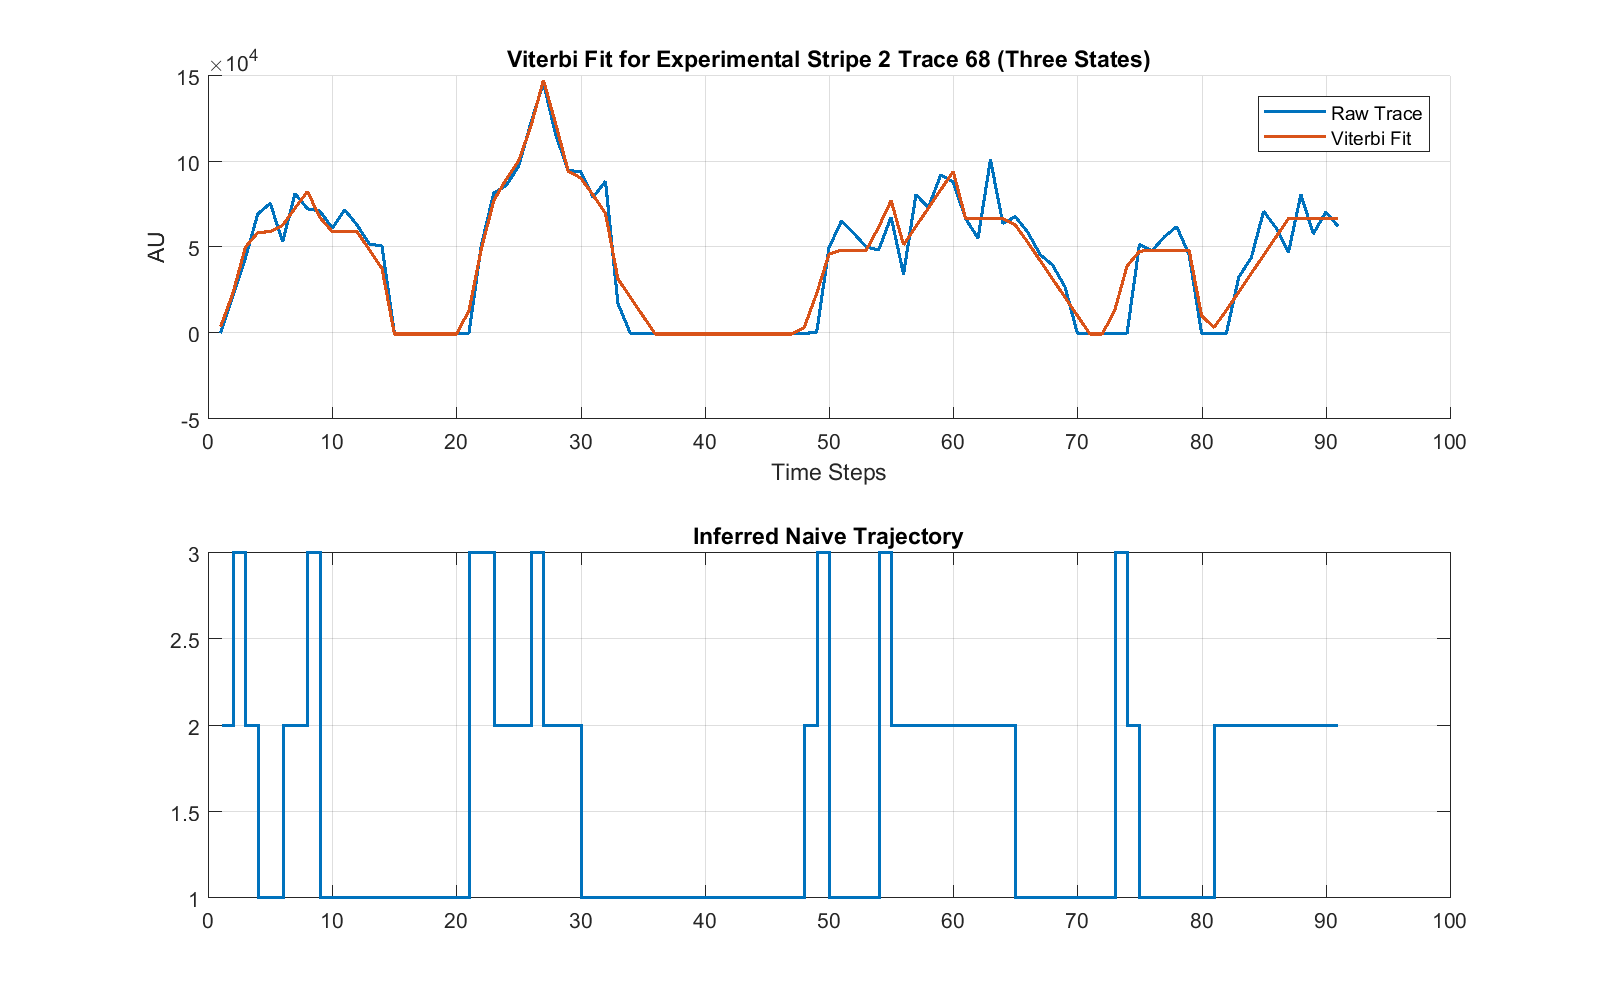 Viterbi Fit for Experimental Stripe 2 Trace 68 (Three States)
×10⁴
15
10
5
0
-5
AU
Raw Trace
Viterbi Fit
0 10 20 30 40 50 60 70 80 90 100
Time Steps
Inferred Naive Trajectory
3
2.5
2
1.5
1
0 10 20 30 40 50 60 70 80 90 100